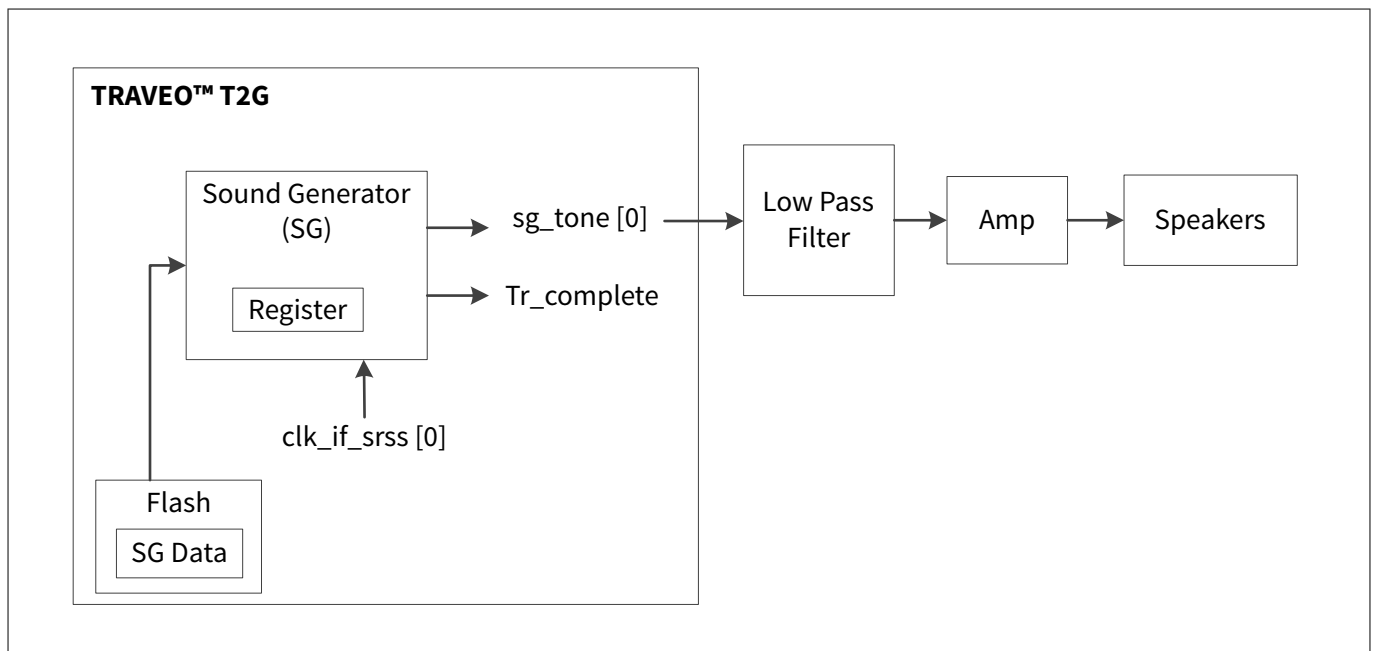 TRAVEO™ T2G
Sound Generator
(SG)
Register
sg_tone [0]
Tr_complete
clk_if_srss [0]
Flash
SG Data
Low Pass
Filter
Amp
Speakers